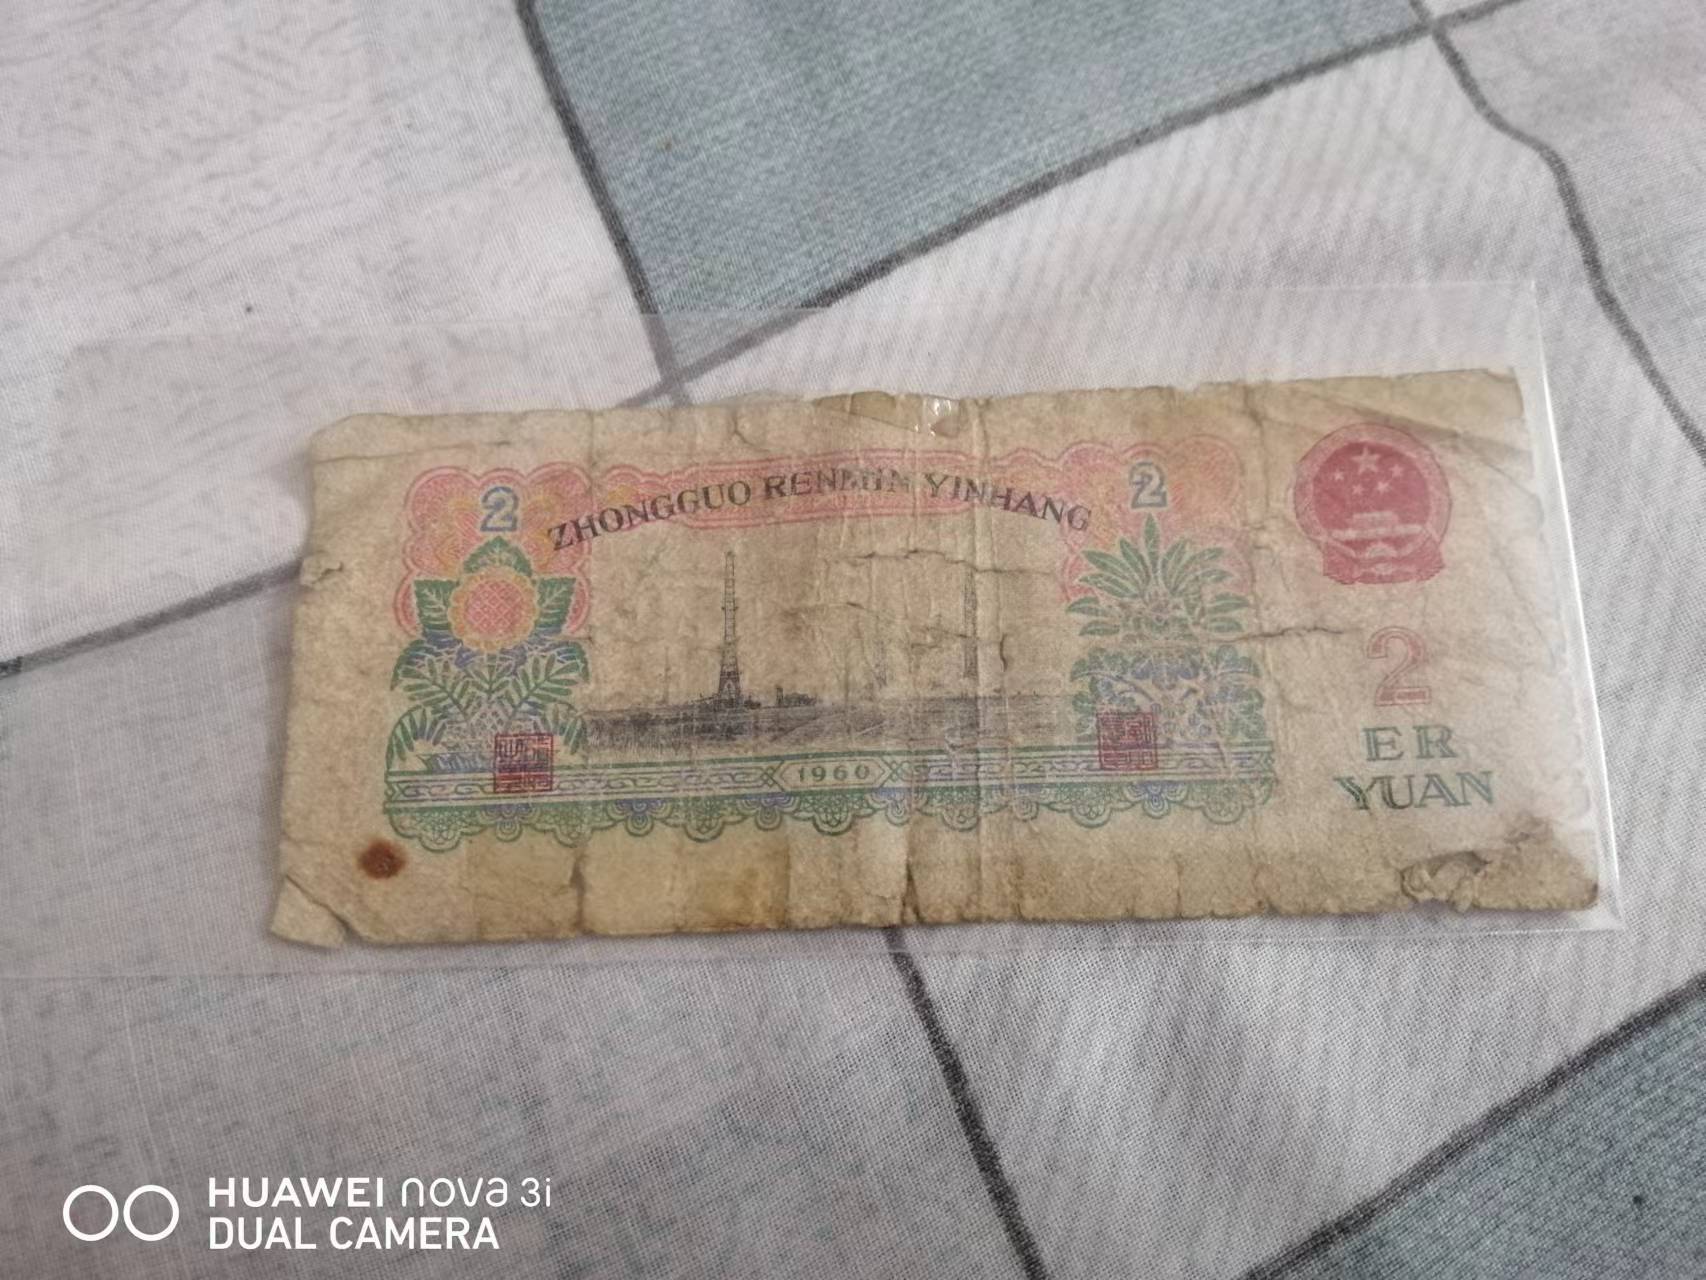 2
ZHONGGUO RENMIN YINHANG
2
2
ER
YUAN
1960
HUAWEI nova 3i
DUAL CAMERA